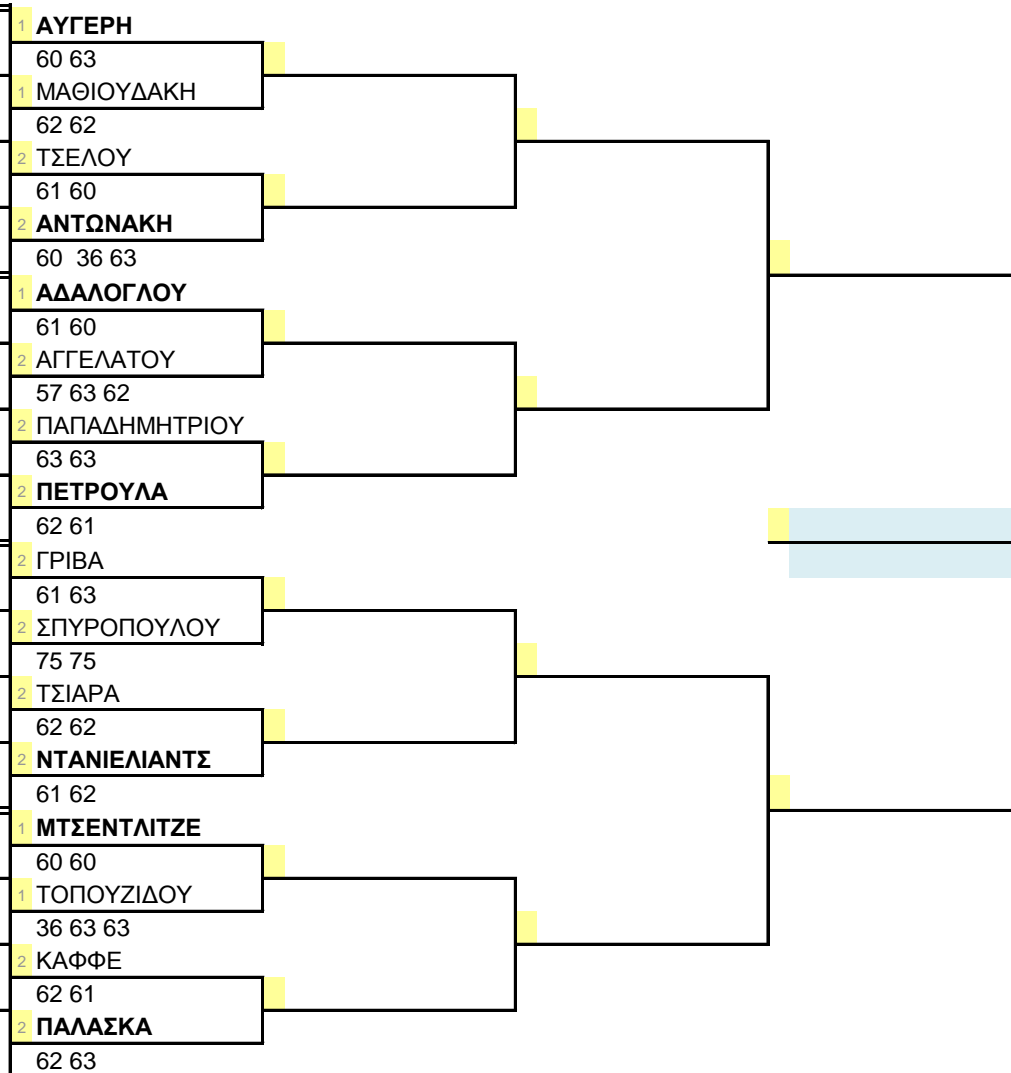 1 ΑΥΓΕΡΗ
60 63
1 ΜΑΘΙΟΥΔΑΚΗ
62 62
2 ΤΣΕΛΟΥ
61 60
2 ΑΝΤΩΝΑΚΗ
60 36 63
1 ΑΔΑΛΟΓΛΟΥ
61 60
2 ΑΓΓΕΛΑΤΟΥ
57 63 62
2 ΠΑΠΑΔΗΜΗΤΡΙΟΥ
63 63
2 ΠΕΤΡΟΥΛΑ
62 61
2 ΓΡΙΒΑ
61 63
2 ΣΠΥΡΟΠΟΥΛΟΥ
75 75
2 ΤΣΙΑΡΑ
62 62
2 ΝΤΑΝΙΕΛΙΑΝΤΣ
61 62
1 ΜΤΣΕΝΤΛΙΤΖΕ
60 60
1 ΤΟΠΟΥΖΙΔΟΥ
36 63 63
2 ΚΑΦΦΕ
62 61
2 ΠΑΛΑΣΚΑ
62 63